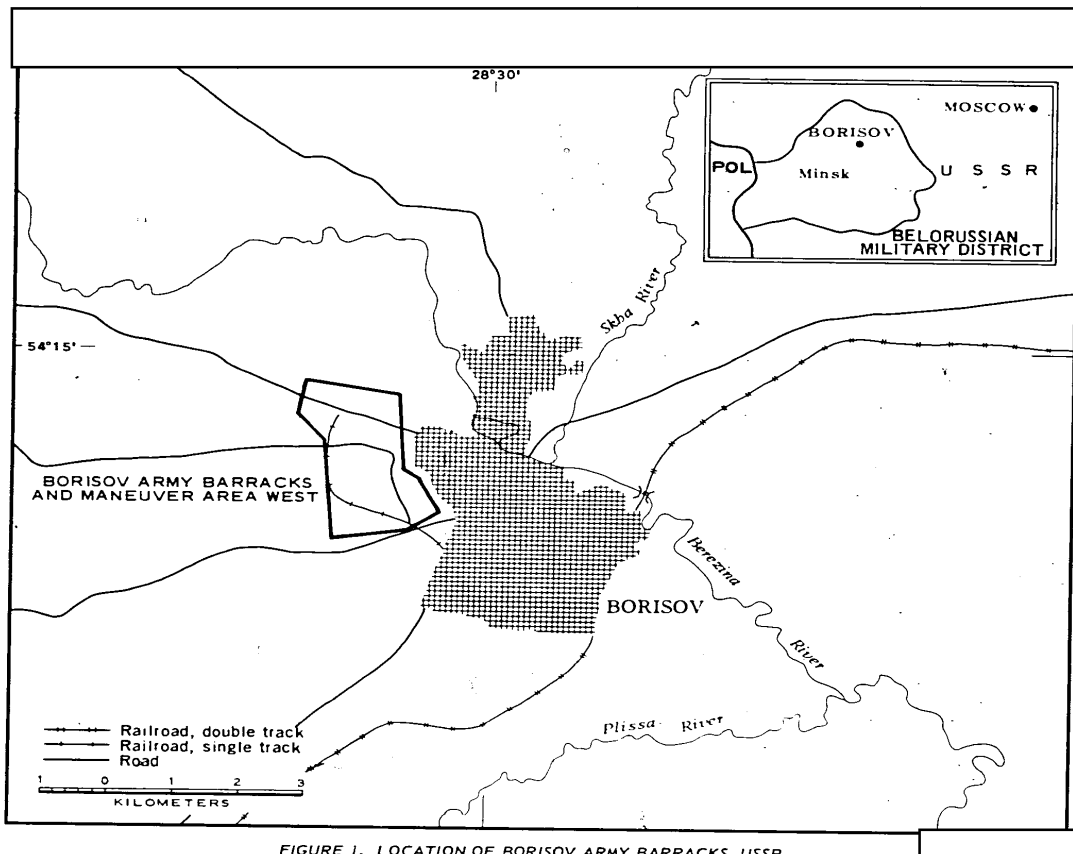 28°30'
MOSCOW
BORISOV
POL
Minsk
U S S R
BELORUSSIAN
MILITARY DISTRICT
Skha River
54°15'
BORISOV ARMY BARRACKS
AND MANEUVER AREA WEST
Berezina
River
BORISOV
Plissa River
Railroad, double track
Railroad, single track
Road
1 0 1 2 3
KILOMETERS
FIGURE 1. LOCATION OF BORISOV ARMY BARRACKS, USSR